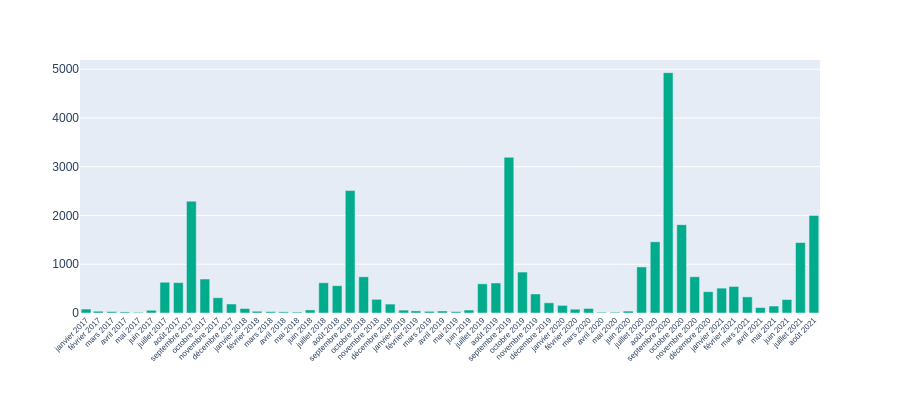 5000
4000
3000
2000
1000
0
janvier 2017
février 2017
mars 2017
avril 2017
mai 2017
juin 2017
juillet 2017
août 2017
septembre 2017
octobre 2017
novembre 2017
décembre 2017
janvier 2018
février 2018
mars 2018
avril 2018
mai 2018
juin 2018
juillet 2018
août 2018
septembre 2018
octobre 2018
novembre 2018
décembre 2018
janvier 2019
février 2019
mars 2019
avril 2019
mai 2019
juin 2019
juillet 2019
août 2019
septembre 2019
octobre 2019
novembre 2019
décembre 2019
janvier 2020
février 2020
mars 2020
avril 2020
mai 2020
juin 2020
juillet 2020
août 2020
septembre 2020
octobre 2020
novembre 2020
décembre 2020
janvier 2021
février 2021
mars 2021
avril 2021
mai 2021
juin 2021
juillet 2021
août 2021